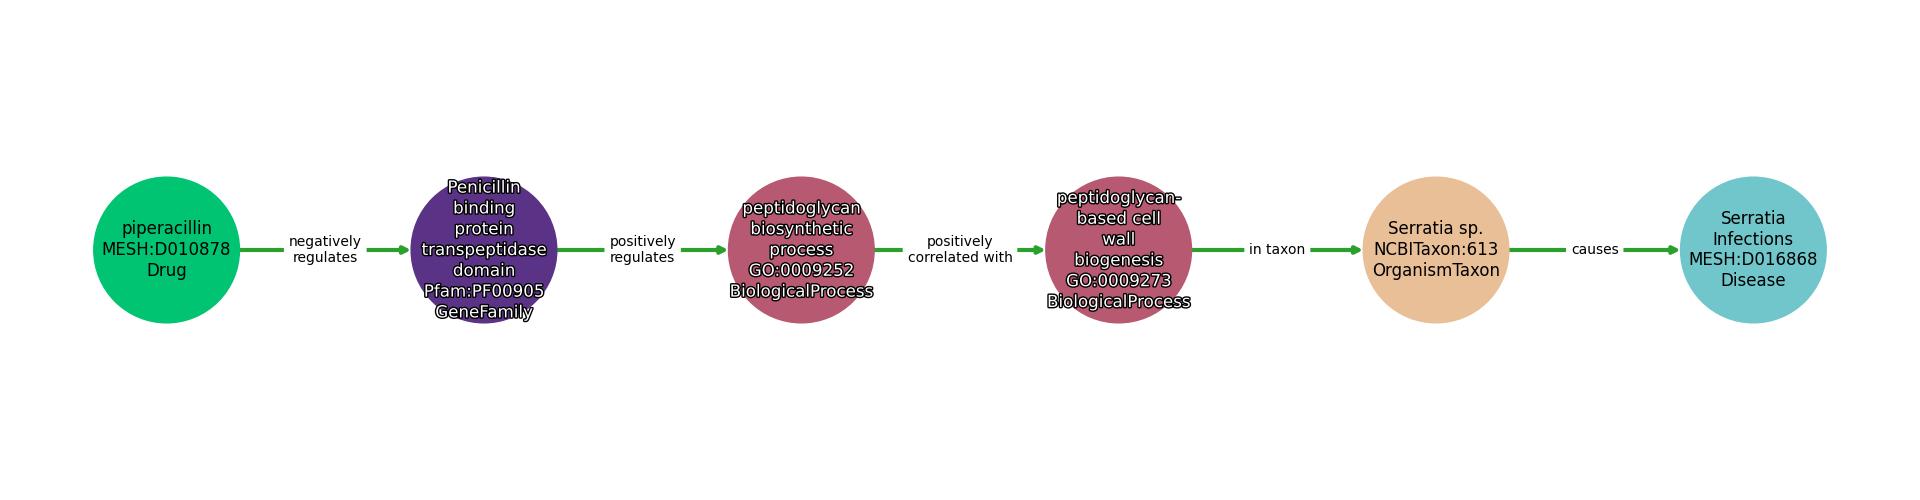 piperacillin
MESH:D010878
Drug
negatively
regulates
Penicillin
binding
protein
transpeptidase
domain
Pfam:PF00905
GeneFamily
positively
regulates
peptidoglycan
biosynthetic
process
GO:0009252
BiologicalProcess
positively
correlated with
peptidoglycan-
based cell
wall
biogenesis
GO:0009273
BiologicalProcess
in taxon
Serratia sp.
NCBITaxon:613
OrganismTaxon
causes
Serratia
Infections
MESH:D016868
Disease